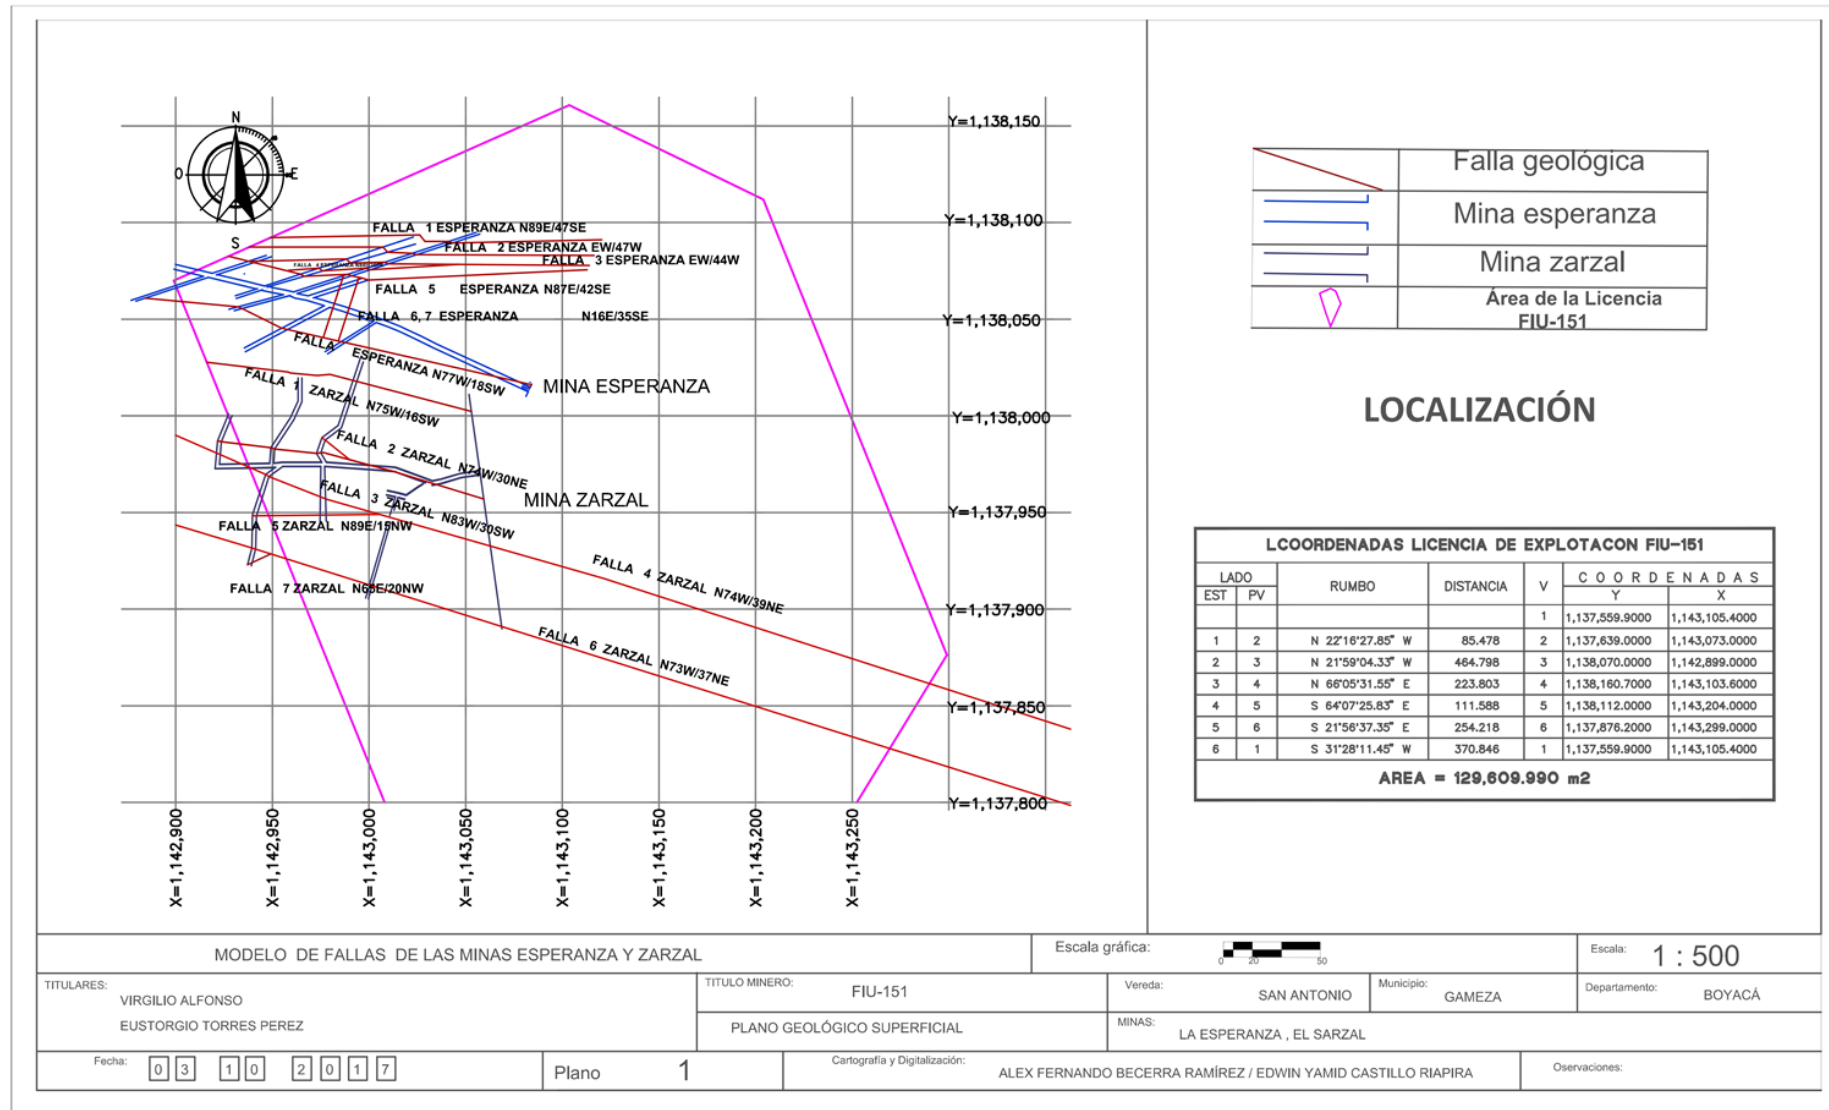 N
O
E
S
Y=1,138,150
Y=1,138,100
Y=1,138,050
Y=1,138,000
Y=1,137,950
Y=1,137,900
Y=1,137,850
Y=1,137,800
FALLA 1 ESPERANZA N89E/47SE
FALLA 2 ESPERANZA EW/47W
FALLA 3 ESPERANZA EW/44W
FALLA 4 ESPERANZA
FALLA 5 ESPERANZA N87E/42SE
FALLA 6, 7 ESPERANZA N16E/35SE
FALLA ESPERANZA N77W/18SW
MINA ESPERANZA
FALLA 1 ZARZAL N75W/16SW
FALLA 2 ZARZAL N74W/30NE
MINA ZARZAL
FALLA 3 ZARZAL N83W/30SW
FALLA 5 ZARZAL N89E/15NW
FALLA 4 ZARZAL N74W/39NE
FALLA 7 ZARZAL N65E/20NW
FALLA 6 ZARZAL N73W/37NE
X=1,142,900
X=1,142,950
X=1,143,000
X=1,143,050
X=1,143,100
X=1,143,150
X=1,143,200
X=1,143,250
Falla geológica
Mina esperanza
Mina zarzal
Área de la Licencia
FIU-151
LOCALIZACIÓN
LCOORDENADAS LICENCIA DE EXPLOTACON FIU-151
LADO RUMBO DISTANCIA V COORDENADAS
EST PV Y X
1 1,137,559.9000 1,143,105.4000
1 2 N 22°16'27.85" W 85.478 2 1,137,639.0000 1,143,073.0000
2 3 N 21°59'04.33" W 464.798 3 1,138,070.0000 1,142,899.0000
3 4 N 66°05'31.55" E 223.803 4 1,138,160.7000 1,143,103.6000
4 5 S 64°07'25.83" E 111.588 5 1,138,112.0000 1,143,204.0000
5 6 S 21°56'37.35" E 254.218 6 1,137,876.2000 1,143,299.0000
6 1 S 31°28'11.45" W 370.846 1 1,137,559.9000 1,143,105.4000
AREA = 129,609.990 m2
MODELO DE FALLAS DE LAS MINAS ESPERANZA Y ZARZAL
Escala gráfica:
0 20 50
Escala: 1 : 500
TITULARES:
VIRGILIO ALFONSO
EUSTORGIO TORRES PEREZ
TITULO MINERO: FIU-151
Vereda: SAN ANTONIO
Municipio: GAMEZA
Departamento: BOYACÁ
PLANO GEOLÓGICO SUPERFICIAL
MINAS: LA ESPERANZA , EL SARZAL
Fecha: 03 10 2017
Plano 1
Cartografía y Digitalización: ALEX FERNANDO BECERRA RAMÍREZ / EDWIN YAMID CASTILLO RIAPIRA
Oservaciones: